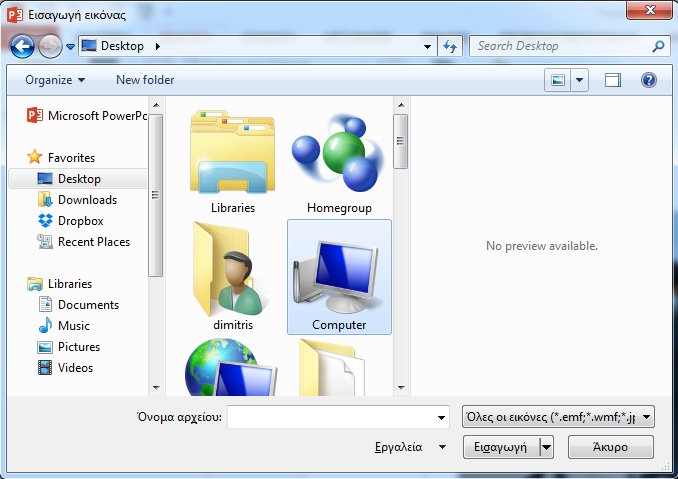 Εισαγωγή εικόνας
Desktop
Search Desktop
Organize
New folder
Microsoft PowerPo
Favorites
Desktop
Downloads
Dropbox
Recent Places
Libraries
Documents
Music
Pictures
Videos
Libraries
Homegroup
dimitris
Computer
No preview available.
Όνομα αρχείου:
Όλες οι εικόνες (*.emf;*.wmf;*.jp
Εργαλεία
Εισαγωγή
Άκυρο